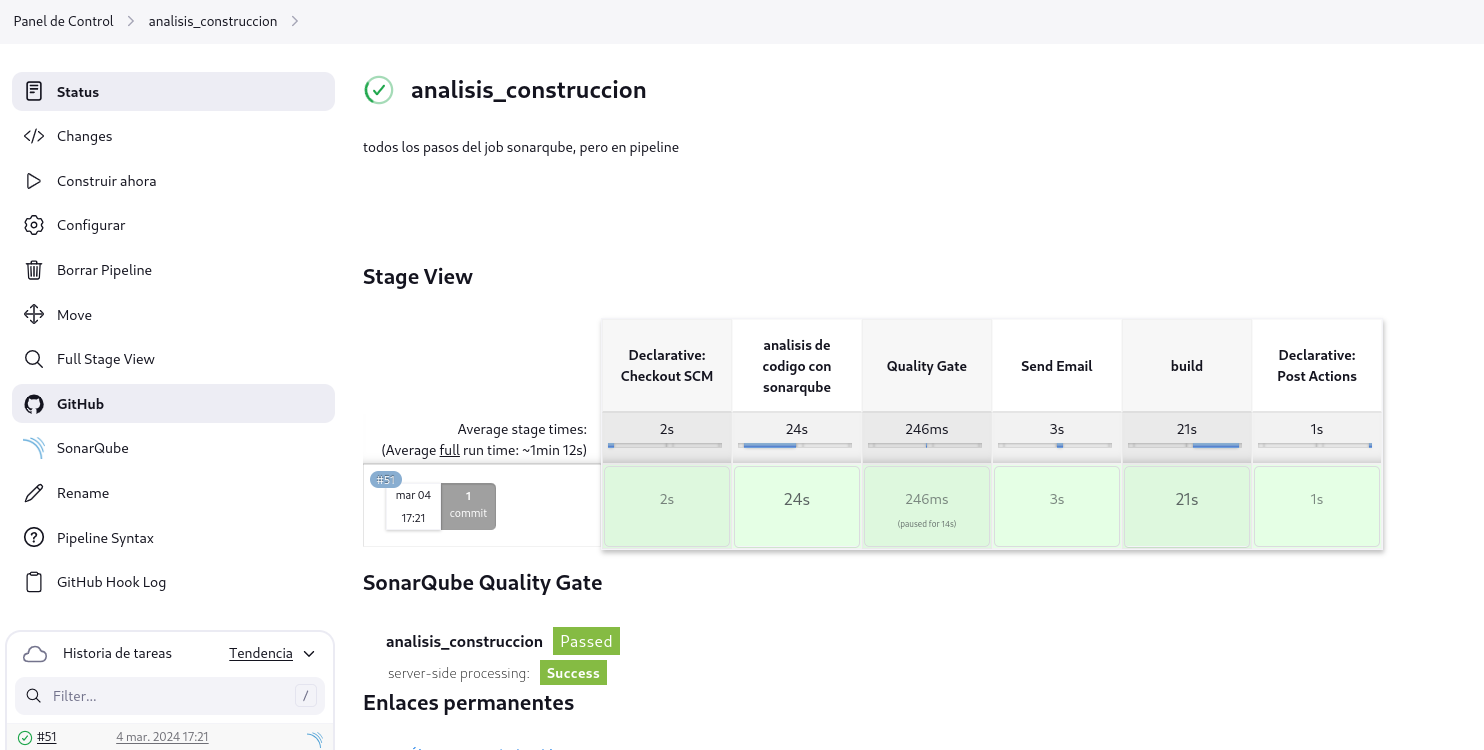 Panel de Control
analisis_construccion
Status
Changes
Construir ahora
Configurar
Borrar Pipeline
Move
Full Stage View
GitHub
SonarQube
Rename
Pipeline Syntax
GitHub Hook Log
Historia de tareas
Tendencia
Filter...
/
#51
4 mar. 2024 17:21
analisis_construccion
todos los pasos del job sonarqube, pero en pipeline
Stage View
Declarative:
Checkout SCM
analisis de
codigo con
sonarqube
Quality Gate
Send Email
build
Declarative:
Post Actions
Average stage times:
(Average full run time: ~1min 12s)
2s
24s
246ms
3s
21s
1s
#51
mar 04
17:21
1
commit
2s
24s
246ms
(paused for 14s)
3s
21s
1s
SonarQube Quality Gate
analisis_construccion
Passed
server-side processing:
Success
Enlaces permanentes